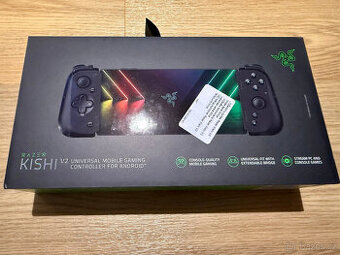 RAZER
KISHI V2 UNIVERSAL MOBILE GAMING
CONTROLLER FOR ANDROID™
CONSOLE-QUALITY
MOBILE GAMING
UNIVERSAL FIT WITH
EXTENDABLE BRIDGE
STREAM PC AND
CONSOLE GAMES